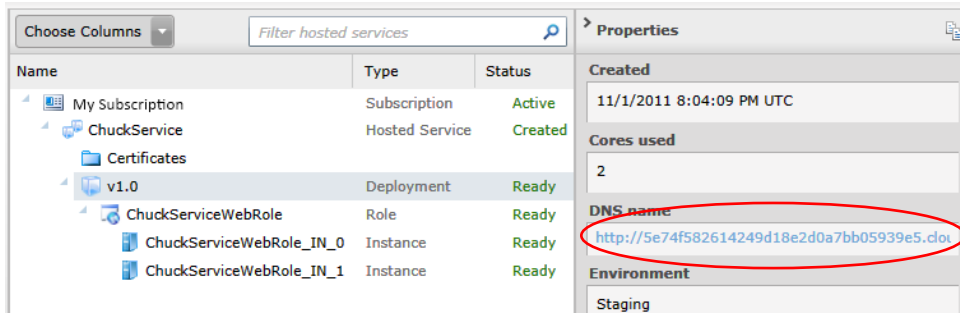 Choose Columns
Filter hosted services
Name Type Status
My Subscription Subscription Active
ChuckService Hosted Service Created
Certificates
v1.0 Deployment Ready
ChuckServiceWebRole Role Ready
ChuckServiceWebRole_IN_0 Instance Ready
ChuckServiceWebRole_IN_1 Instance Ready
Properties
Created
11/1/2011 8:04:09 PM UTC
Cores used
2
DNS name
http://5e74f582614249d18e2d0a7bb05939e5.clou
Environment
Staging